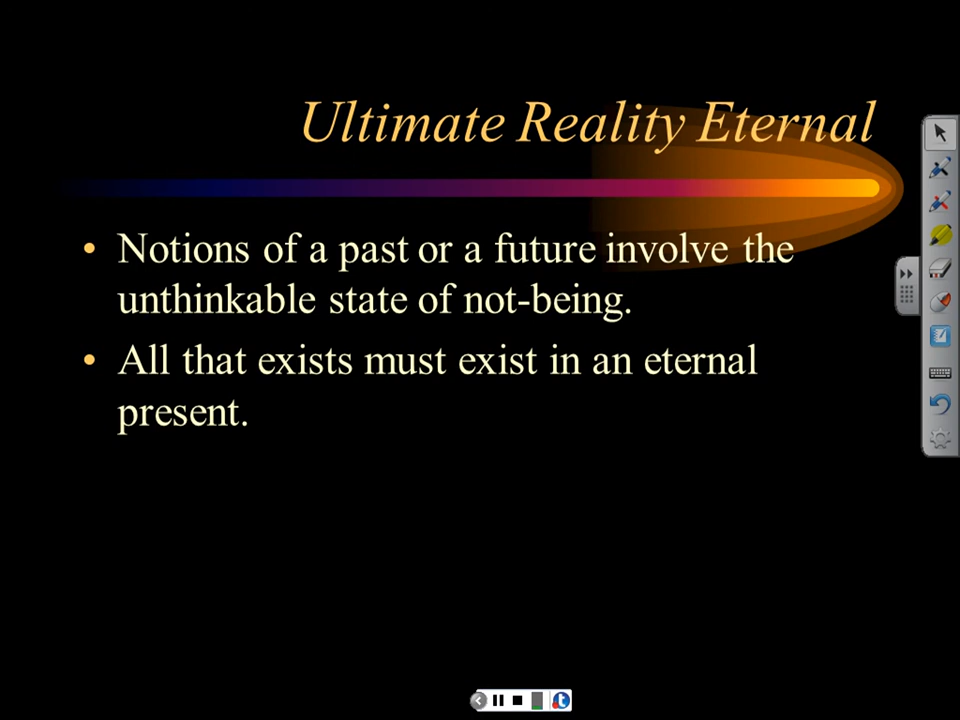 Ultimate Reality Eternal
• Notions of a past or a future involve the
unthinkable state of not-being.
• All that exists must exist in an eternal
present.